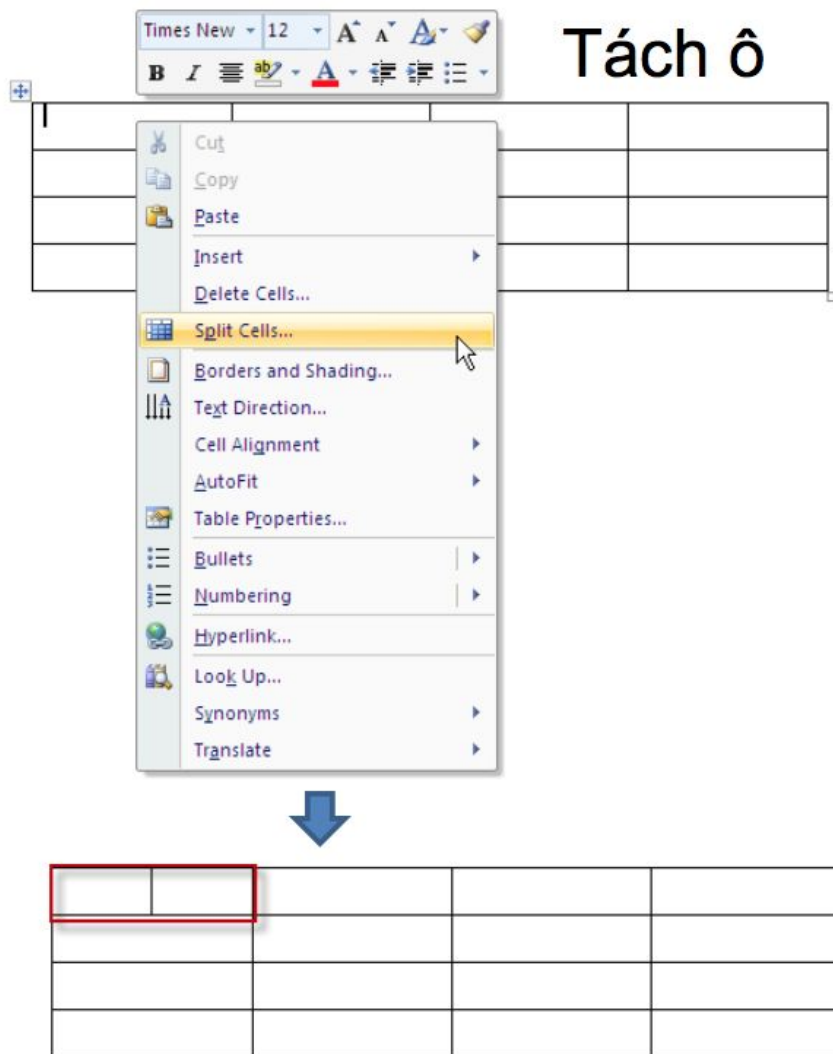 Times New 12 A A A
Tách ô
B I ab A
Cut
Copy
Paste
Insert
Delete Cells...
Split Cells...
Borders and Shading...
Text Direction...
Cell Alignment
AutoFit
Table Properties...
Bullets
Numbering
Hyperlink...
Look Up...
Synonyms
Translate